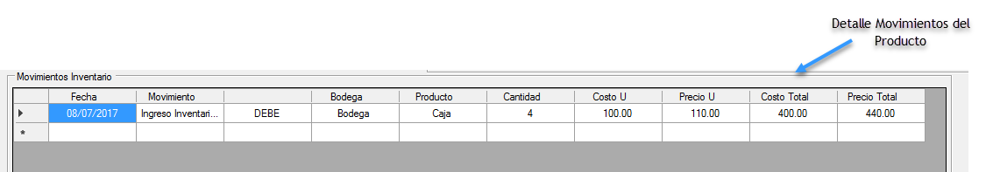 Detalle Movimientos del
Producto
Movimientos Inventario
Fecha Movimiento Bodega Producto Cantidad Costo U Precio U Costo Total Precio Total
08/07/2017 Ingreso Inventari... DEBE Bodega Caja 4 100.00 110.00 400.00 440.00
*